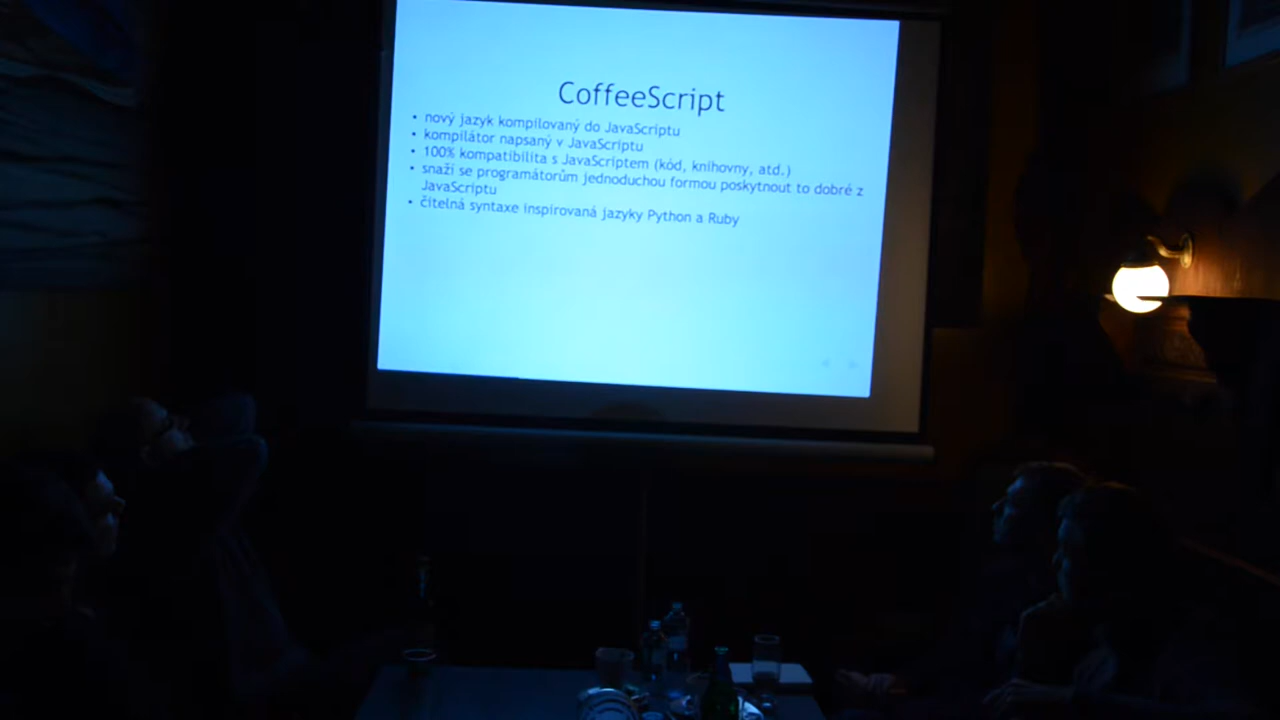 CoffeeScript
• nový jazyk kompilovaný do JavaScriptu
• kompilátor napsaný v JavaScriptu
• 100% kompatibilita s JavaScriptem (kód, knihovny, atd.)
• snaží se programátorům jednoduchou formou poskytnout to dobré z
JavaScriptu
• čitelná syntaxe inspirovaná jazyky Python a Ruby